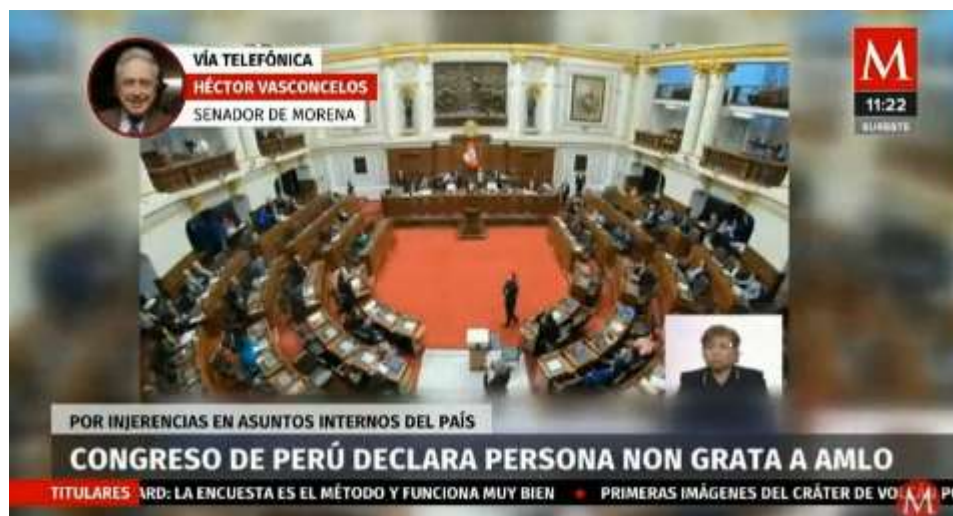 VÍA TELEFÓNICA
HÉCTOR VASCONCELOS
SENADOR DE MORENA
M
11:22
SURESTE
POR INJERENCIAS EN ASUNTOS INTERNOS DEL PAÍS
CONGRESO DE PERÚ DECLARA PERSONA NON GRATA A AMLO
TITULARES ARD: LA ENCUESTA ES EL MÉTODO Y FUNCIONA MUY BIEN • PRIMERAS IMÁGENES DEL CRÁTER DE
M